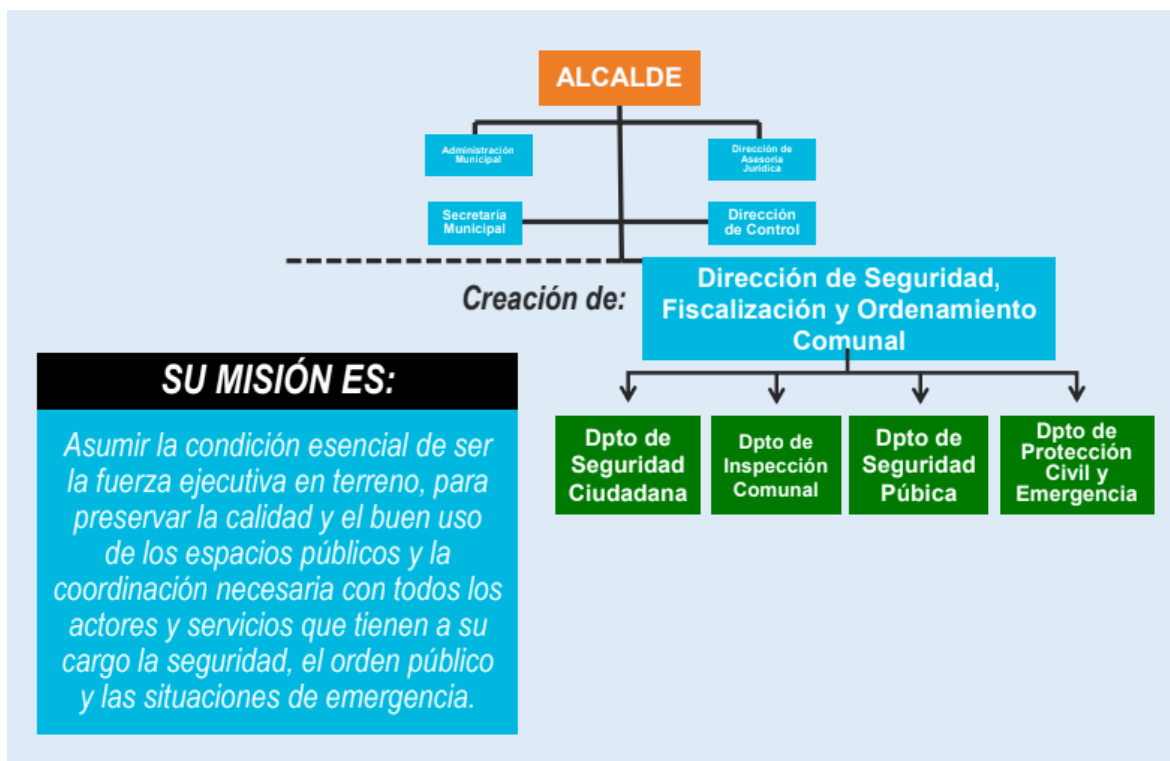 ALCALDE
Administración
Municipal
Dirección de
Asesoría
Jurídica
Secretaría
Municipal
Dirección
de Control
Creación de:
Dirección de Seguridad,
Fiscalización y Ordenamiento
Comunal
SU MISIÓN ES:
Asumir la condición esencial de ser
la fuerza ejecutiva en terreno, para
preservar la calidad y el buen uso
de los espacios públicos y la
coordinación necesaria con todos los
actores y servicios que tienen a su
cargo la seguridad, el orden público
y las situaciones de emergencia.
Dpto de
Seguridad
Ciudadana
Dpto de
Inspección
Comunal
Dpto de
Seguridad
Púbica
Dpto de
Protección
Civil y
Emergencia